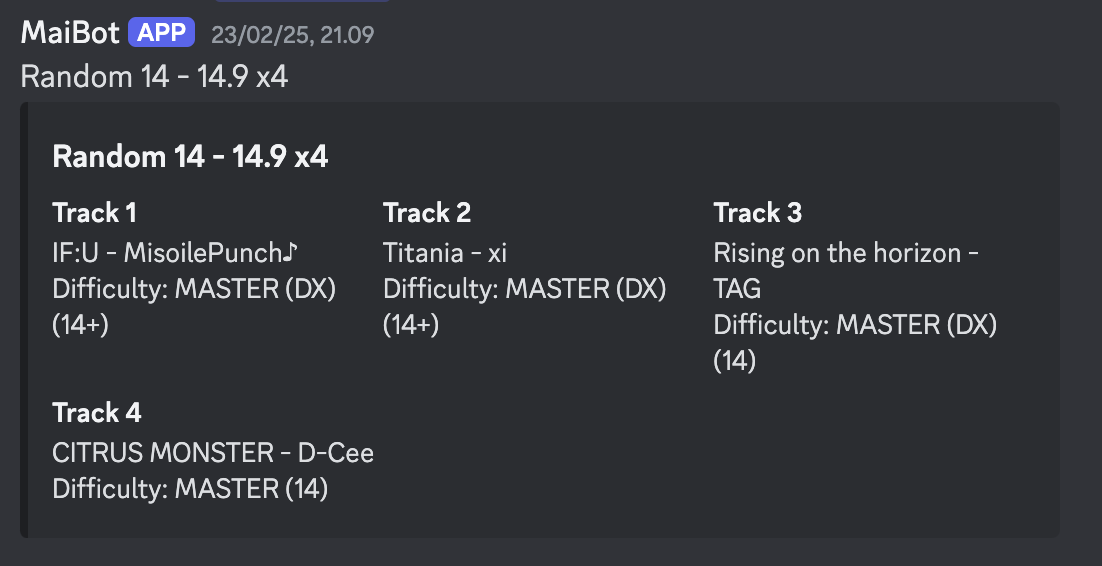 MaiBot APP 23/02/25, 21.09
Random 14 - 14.9 x4
Random 14 - 14.9 x4
Track 1
IF:U - MisoilePunch♪
Difficulty: MASTER (DX)
(14+)
Track 2
Titania - xi
Difficulty: MASTER (DX)
(14+)
Track 3
Rising on the horizon -
TAG
Difficulty: MASTER (DX)
(14)
Track 4
CITRUS MONSTER - D-Cee
Difficulty: MASTER (14)